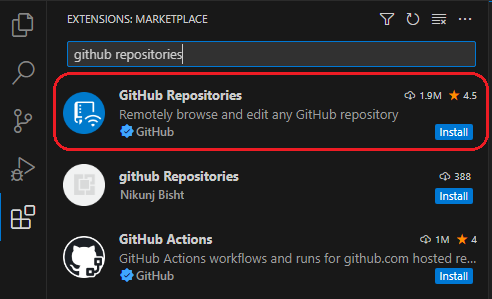 EXTENSIONS: MARKETPLACE
github repositories
GitHub Repositories 1.9M 4.5
Remotely browse and edit any GitHub repository
GitHub Install
github Repositories 388
Nikunj Bisht Install
GitHub Actions 1M 4
GitHub Actions workflows and runs for github.com hosted re...
GitHub Install